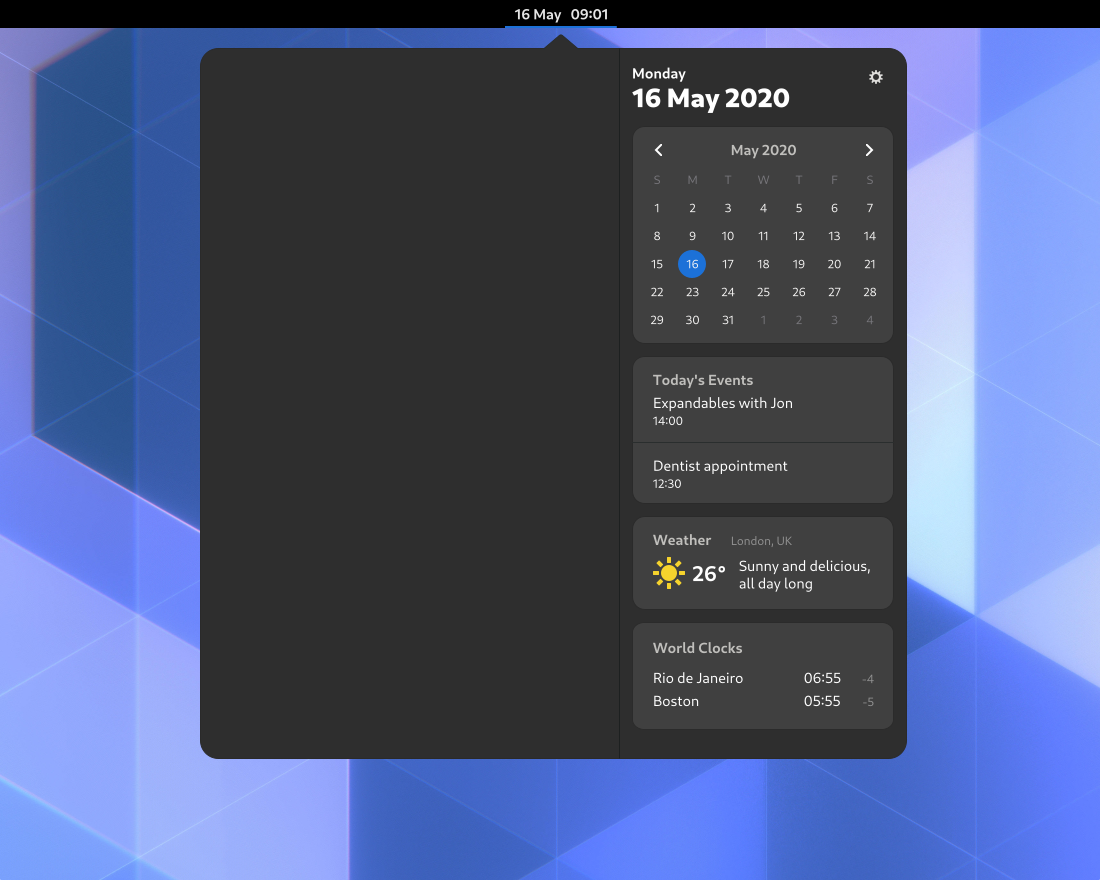 16 May 09:01
Monday
16 May 2020
May 2020
S M T W T F S
1 2 3 4 5 6 7
8 9 10 11 12 13 14
15 16 17 18 19 20 21
22 23 24 25 26 27 28
29 30 31 1 2 3 4
Today's Events
Expandables with Jon
14:00
Dentist appointment
12:30
Weather London, UK
26° Sunny and delicious,
all day long
World Clocks
Rio de Janeiro 06:55 -4
Boston 05:55 -5